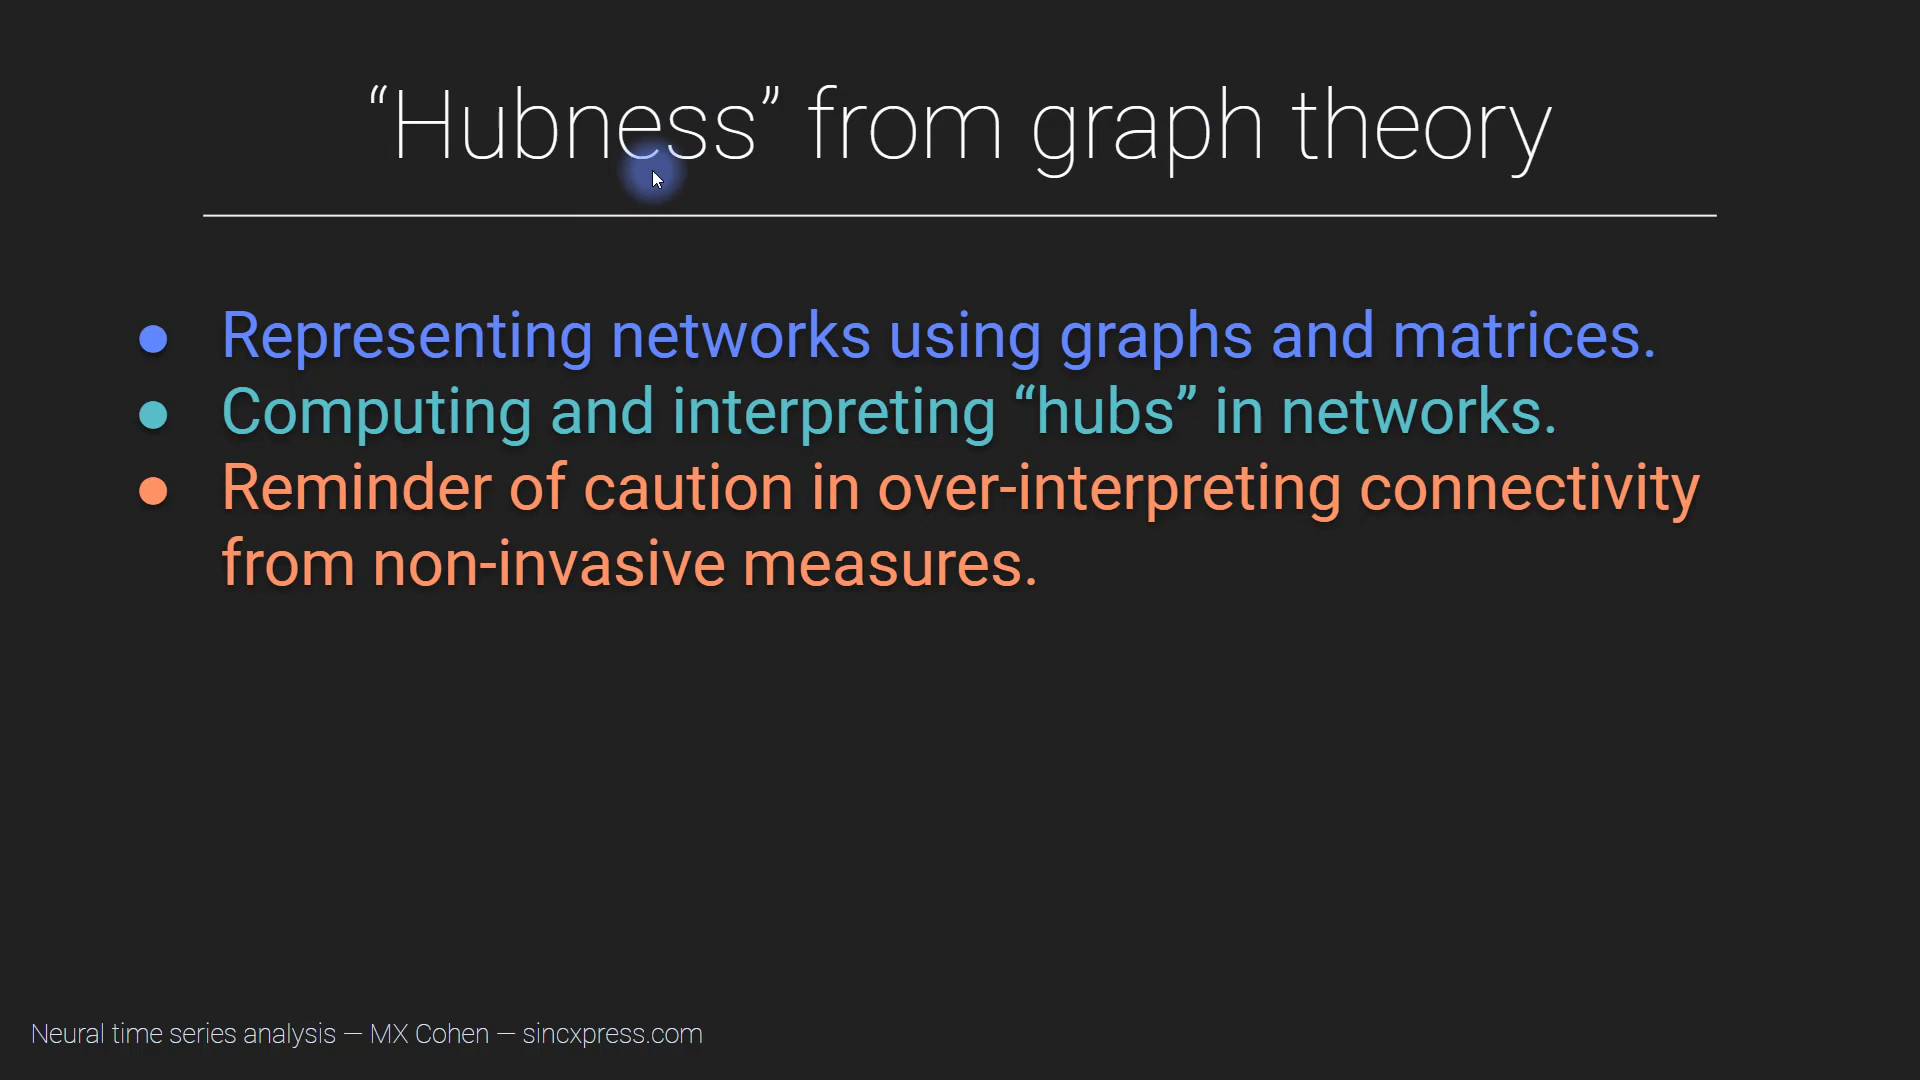 “Hubness” from graph theory
● Representing networks using graphs and matrices.
● Computing and interpreting “hubs” in networks.
● Reminder of caution in over-interpreting connectivity
from non-invasive measures.
Neural time series analysis — MX Cohen — sincxpress.com